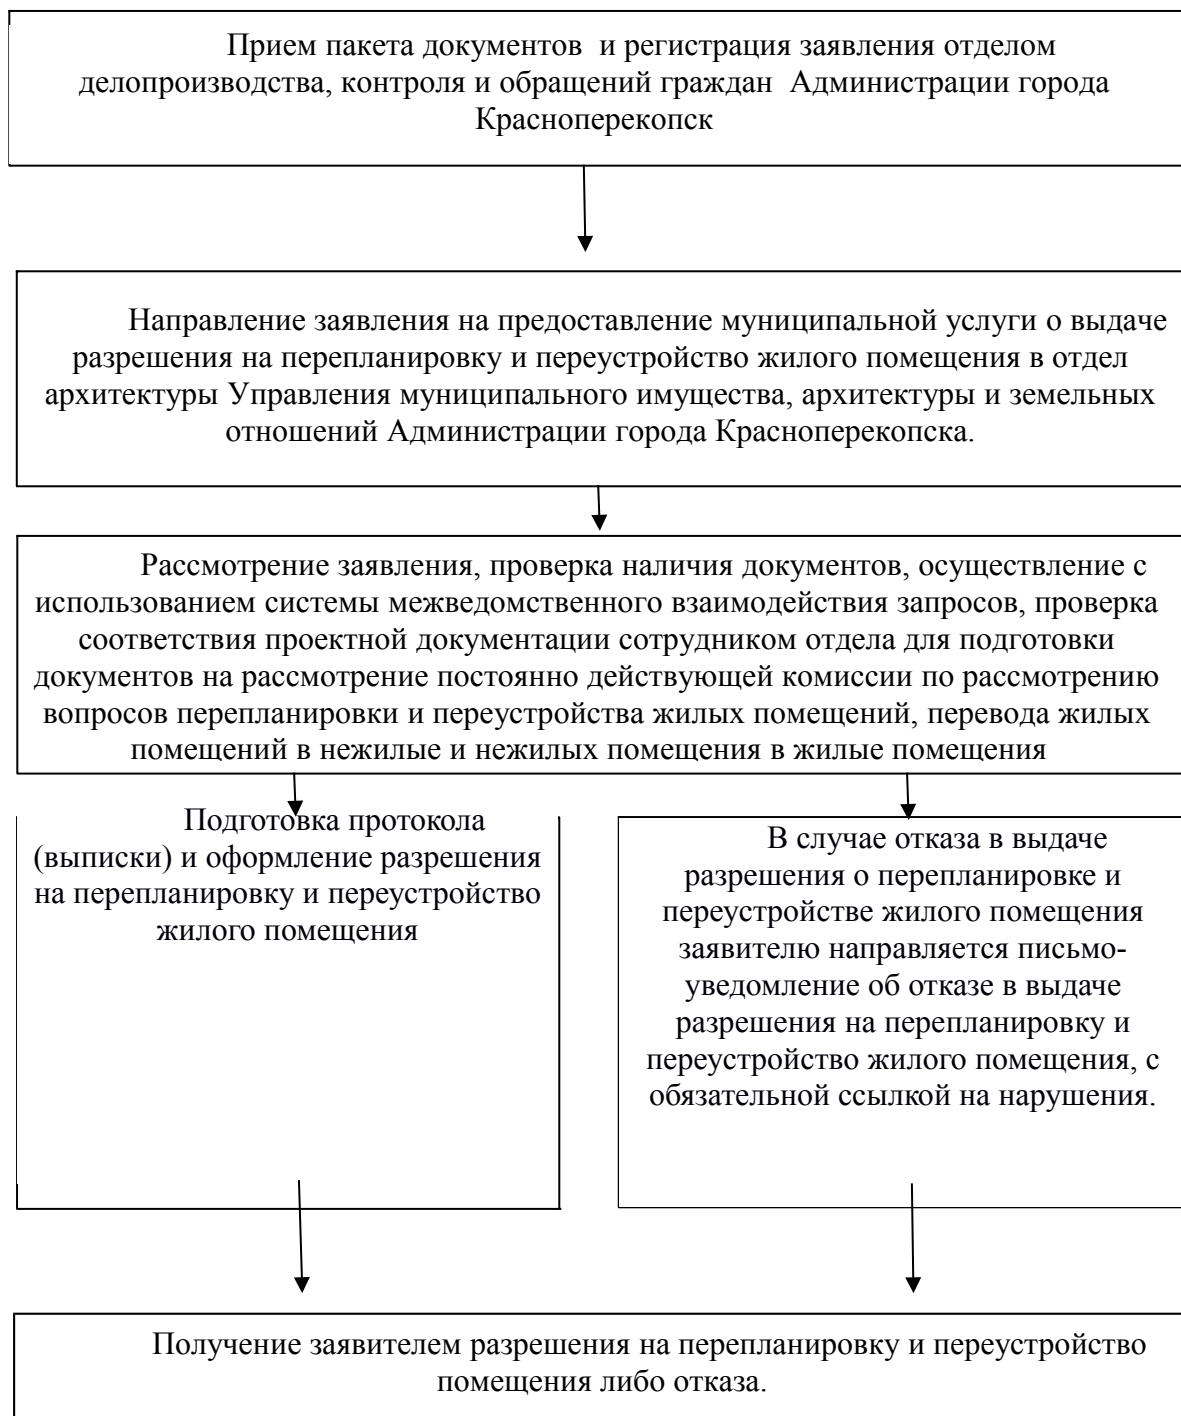 Прием пакета документов  и регистрация заявления отделом
делопроизводства, контроля и обращений граждан  Администрации города
Красноперекопск
Направление заявления на предоставление муниципальной услуги о выдаче
разрешения на перепланировку и переустройство жилого помещения в отдел
архитектуры Управления муниципального имущества, архитектуры и земельных
отношений Администрации города Красноперекопска.
Рассмотрение заявления, проверка наличия документов, осуществление с
использованием системы межведомственного взаимодействия запросов, проверка
соответствия проектной документации сотрудником отдела для подготовки
документов на рассмотрение постоянно действующей комиссии по рассмотрению
вопросов перепланировки и переустройства жилых помещений, перевода жилых
помещений в нежилые и нежилых помещения в жилые помещения
Подготовка протокола
(выписки) и оформление разрешения
на перепланировку и переустройство
жилого помещения
В случае отказа в выдаче
разрешения о перепланировке и
переустройстве жилого помещения
заявителю направляется письмо-
уведомление об отказе в выдаче
разрешения на перепланировку и
переустройство жилого помещения, с
обязательной ссылкой на нарушения.
Получение заявителем разрешения на перепланировку и переустройство
помещения либо отказа.